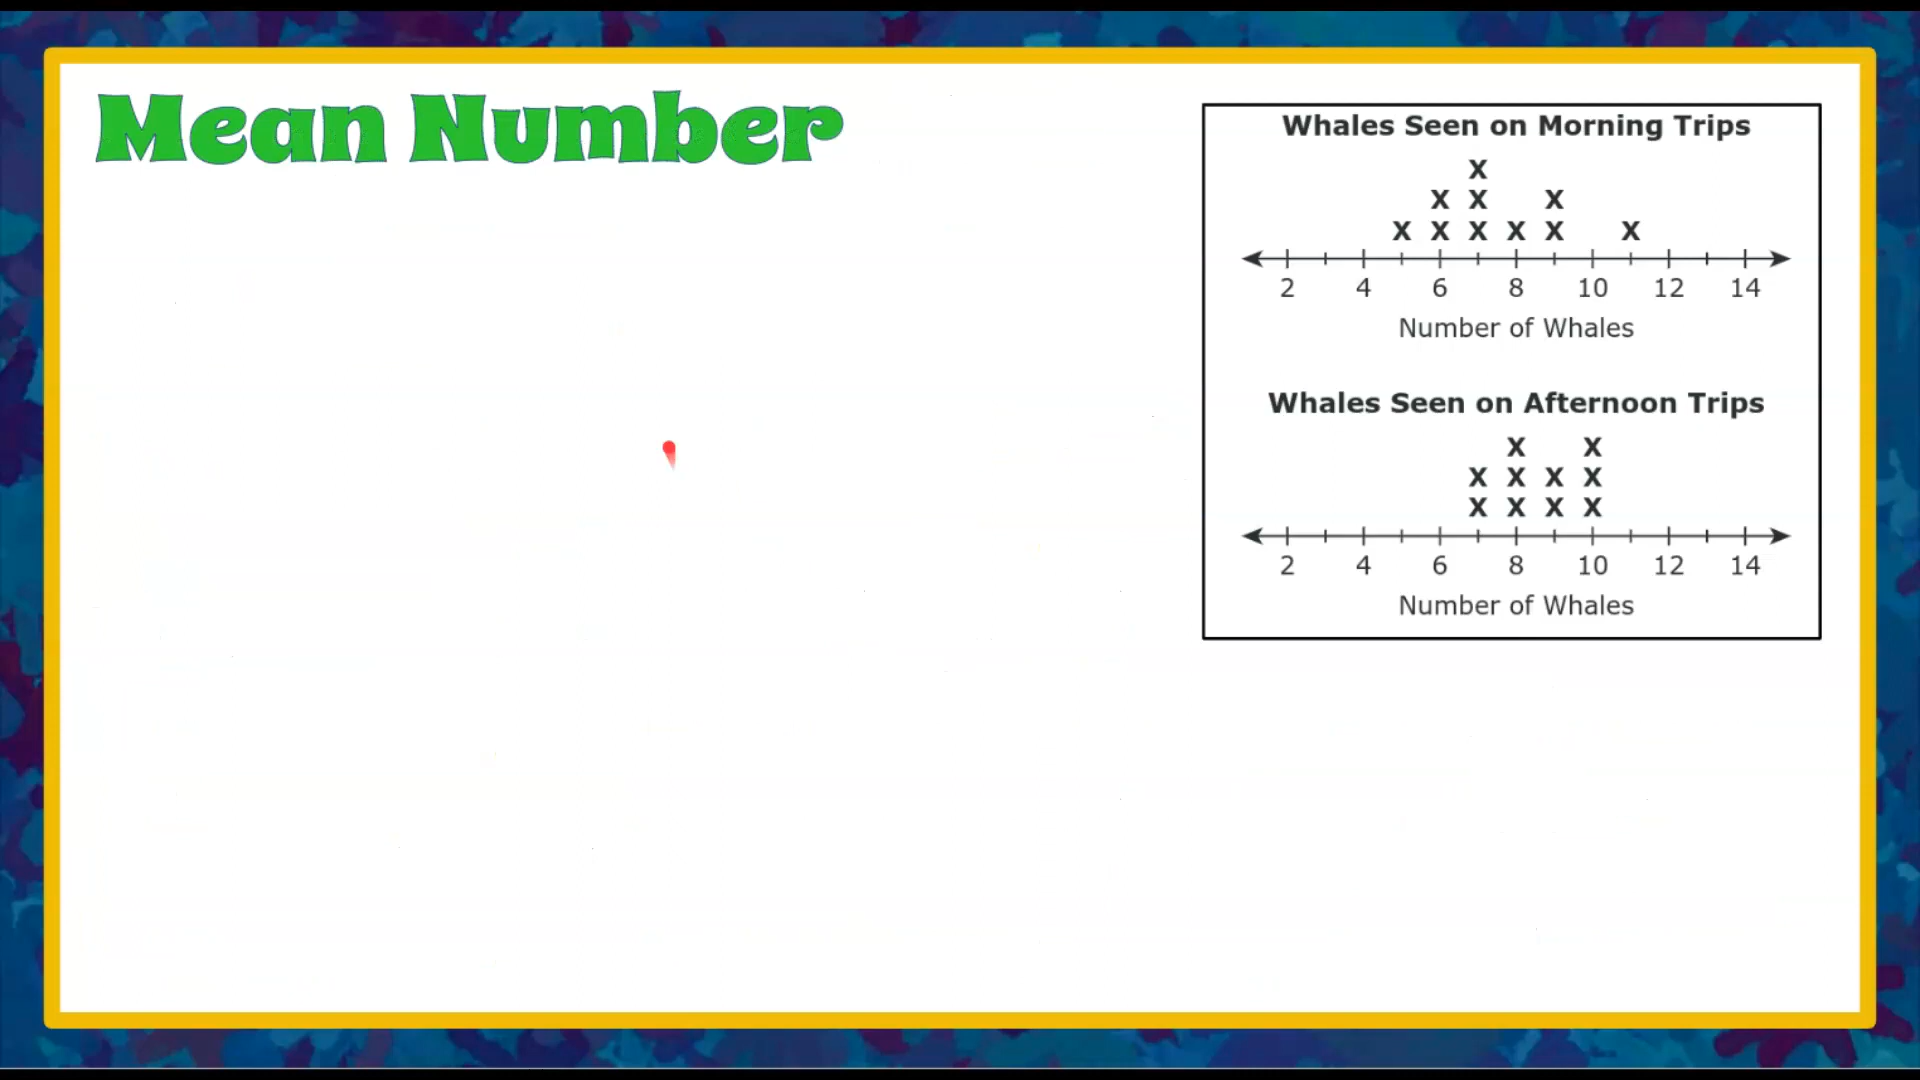 Mean Number
Whales Seen on Morning Trips
X
X X X
X X X X X X
2 4 6 8 10 12 14
Number of Whales
Whales Seen on Afternoon Trips
X X
X X X X
X X X X
2 4 6 8 10 12 14
Number of Whales